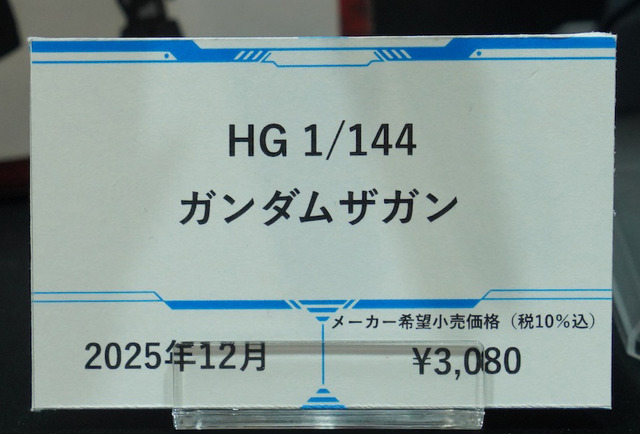 HG 1/144
ガンダムザガン
メーカー希望小売価格（税10%込）
2025年12月
¥3,080